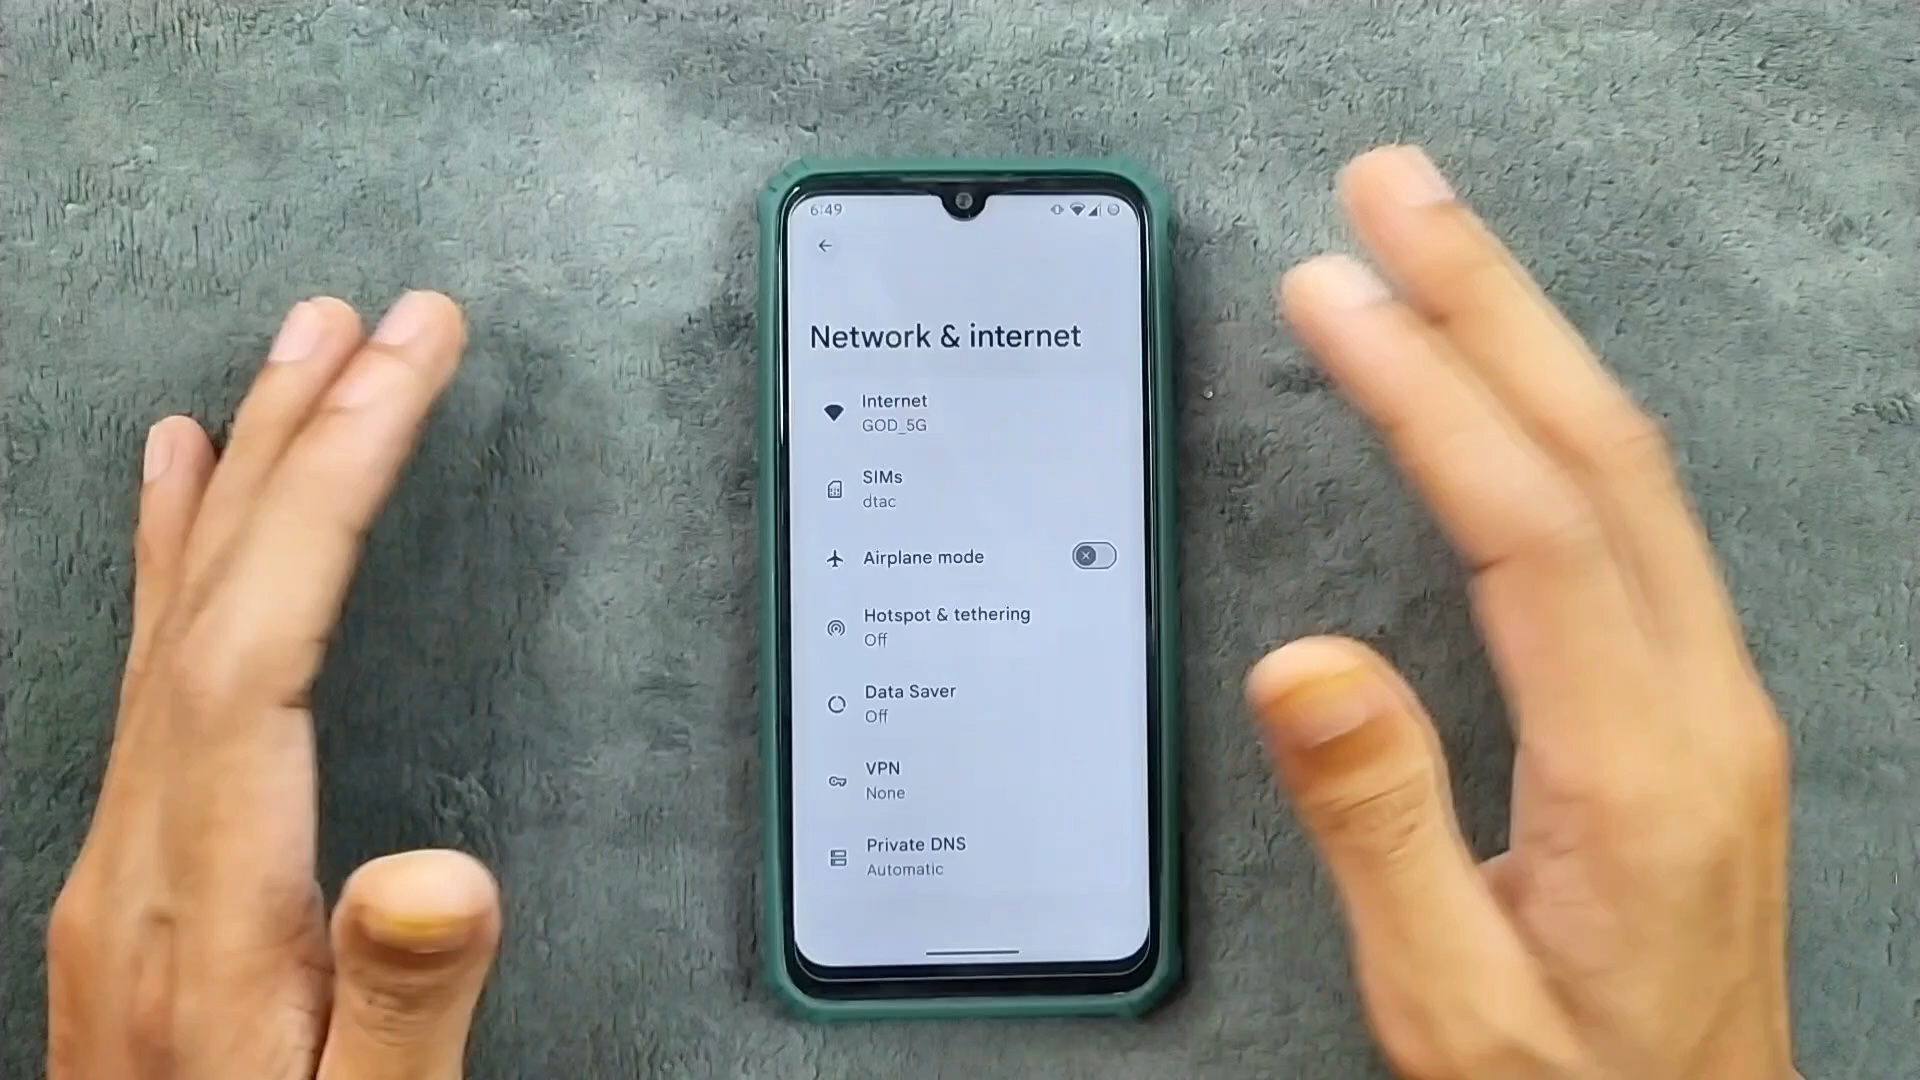 6:49
Network & internet
Internet
GOD_5G
SIMs
dtac
Airplane mode
Hotspot & tethering
Off
Data Saver
Off
VPN
None
Private DNS
Automatic